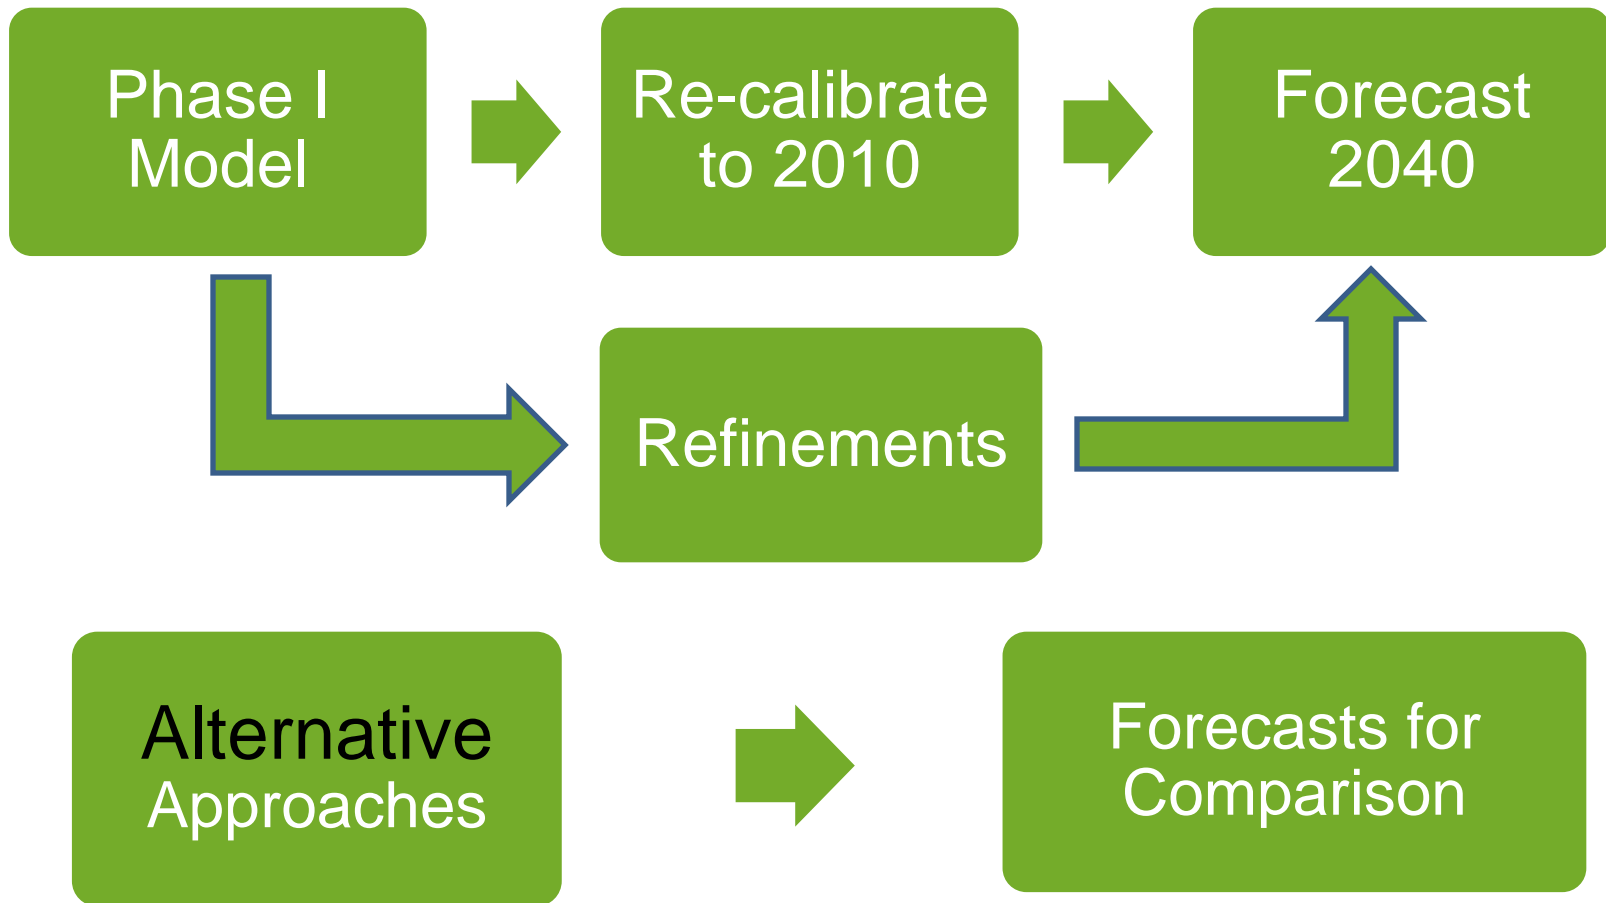 Phase I
Model
Re-calibrate
to 2010
Forecast
2040
Refinements
Alternative
Approaches
Forecasts for
Comparison